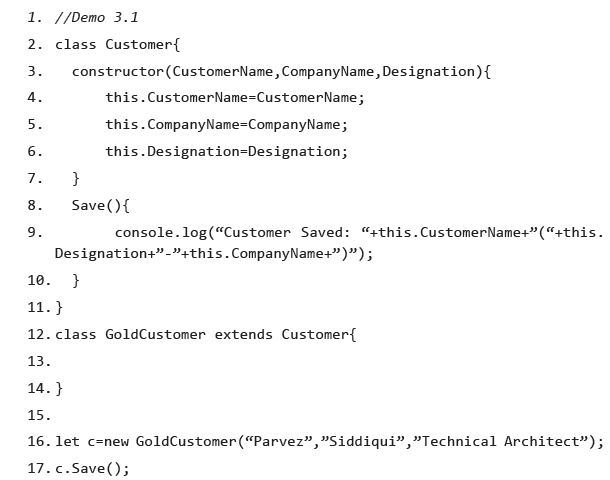 1. //Demo 3.1
2. class Customer{
3. constructor(CustomerName,CompanyName,Designation){
4. this.CustomerName=CustomerName;
5. this.CompanyName=CompanyName;
6. this.Designation=Designation;
7. }
8. Save(){
9. console.log(“Customer Saved: “+this.CustomerName+”(“+this.
Designation+”-”+this.CompanyName+”)”);
10. }
11. }
12. class GoldCustomer extends Customer{
13.
14. }
15.
16. let c=new GoldCustomer(“Parvez”,”Siddiqui”,”Technical Architect”);
17. c.Save();